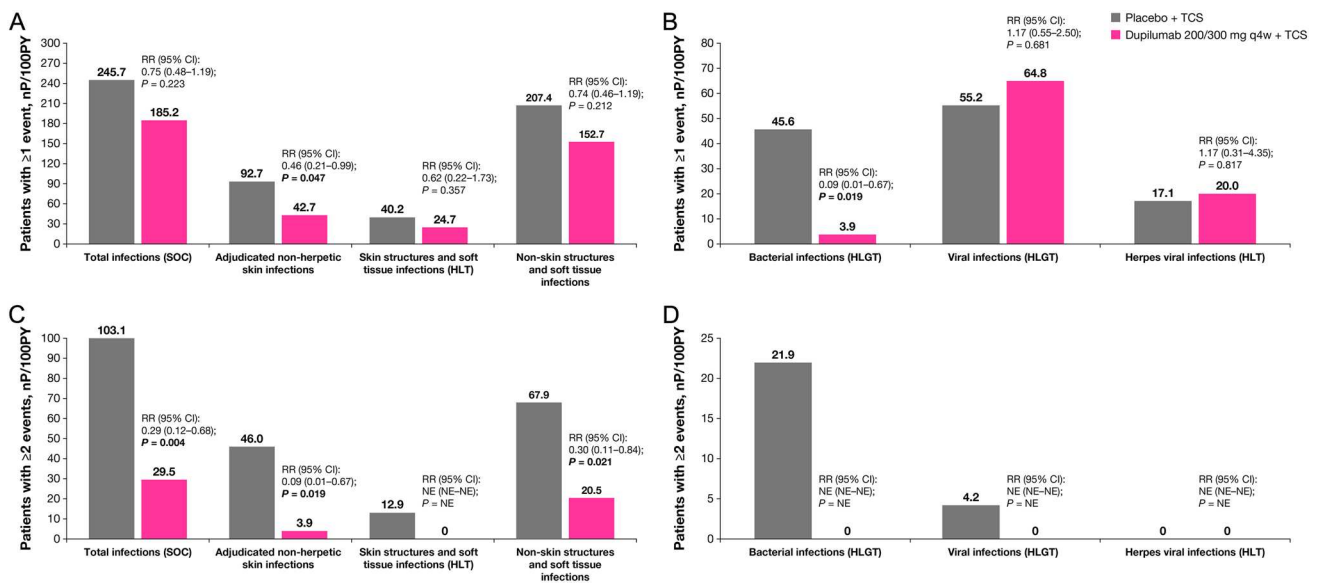 A
Patients with ≥1 event, nP/100PY
300
270
240
210
180
150
120
90
60
30
0
245.7
RR (95% CI):
0.75 (0.48–1.19);
P = 0.223
185.2
92.7
RR (95% CI):
0.46 (0.21–0.99);
P = 0.047
42.7
40.2
RR (95% CI):
0.62 (0.22–1.73);
P = 0.357
24.7
207.4
RR (95% CI):
0.74 (0.46–1.19);
P = 0.212
152.7
Total infections (SOC)
Adjudicated non-herpetic
skin infections
Skin structures and soft
tissue infections (HLT)
Non-skin structures
and soft tissue
infections
B
Placebo + TCS
Dupilumab 200/300 mg q4w + TCS
Patients with ≥1 event, nP/100PY
80
70
60
50
40
30
20
10
0
45.6
RR (95% CI):
0.09 (0.01–0.67);
P = 0.019
3.9
55.2
RR (95% CI):
1.17 (0.55–2.50);
P = 0.681
64.8
17.1
RR (95% CI):
1.17 (0.31–4.35);
P = 0.817
20.0
Bacterial infections (HLGT)
Viral infections (HLGT)
Herpes viral infections (HLT)
C
Patients with ≥2 events, nP/100PY
100
90
80
70
60
50
40
30
20
10
0
103.1
RR (95% CI):
0.29 (0.12–0.68);
P = 0.004
29.5
46.0
RR (95% CI):
0.09 (0.01–0.67);
P = 0.019
3.9
12.9
RR (95% CI):
NE (NE–NE);
P = NE
0
67.9
RR (95% CI):
0.30 (0.11–0.84);
P = 0.021
20.5
Total infections (SOC)
Adjudicated non-herpetic
skin infections
Skin structures and soft
tissue infections (HLT)
Non-skin structures
and soft tissue
infections
D
Patients with ≥2 events, nP/100PY
25
20
15
10
5
0
21.9
RR (95% CI):
NE (NE–NE);
P = NE
0
4.2
RR (95% CI):
NE (NE–NE);
P = NE
0
0
RR (95% CI):
NE (NE–NE);
P = NE
0
Bacterial infections (HLGT)
Viral infections (HLGT)
Herpes viral infections (HLT)